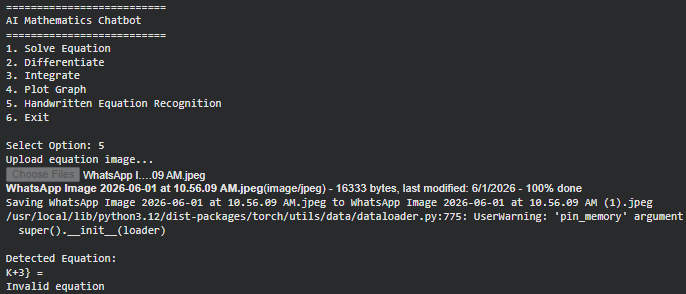 ==========================
AI Mathematics Chatbot
==========================
1. Solve Equation
2. Differentiate
3. Integrate
4. Plot Graph
5. Handwritten Equation Recognition
6. Exit
Select Option: 5
Upload equation image...
Choose Files WhatsApp I....09 AM.jpeg
WhatsApp Image 2026-06-01 at 10.56.09 AM.jpeg(image/jpeg) - 16333 bytes, last modified: 6/1/2026 - 100% done
Saving WhatsApp Image 2026-06-01 at 10.56.09 AM.jpeg to WhatsApp Image 2026-06-01 at 10.56.09 AM (1).jpeg
/usr/local/lib/python3.12/dist-packages/torch/utils/data/dataloader.py:775: UserWarning: 'pin_memory' argument
super().__init__(loader)
Detected Equation:
K+3} =
Invalid equation